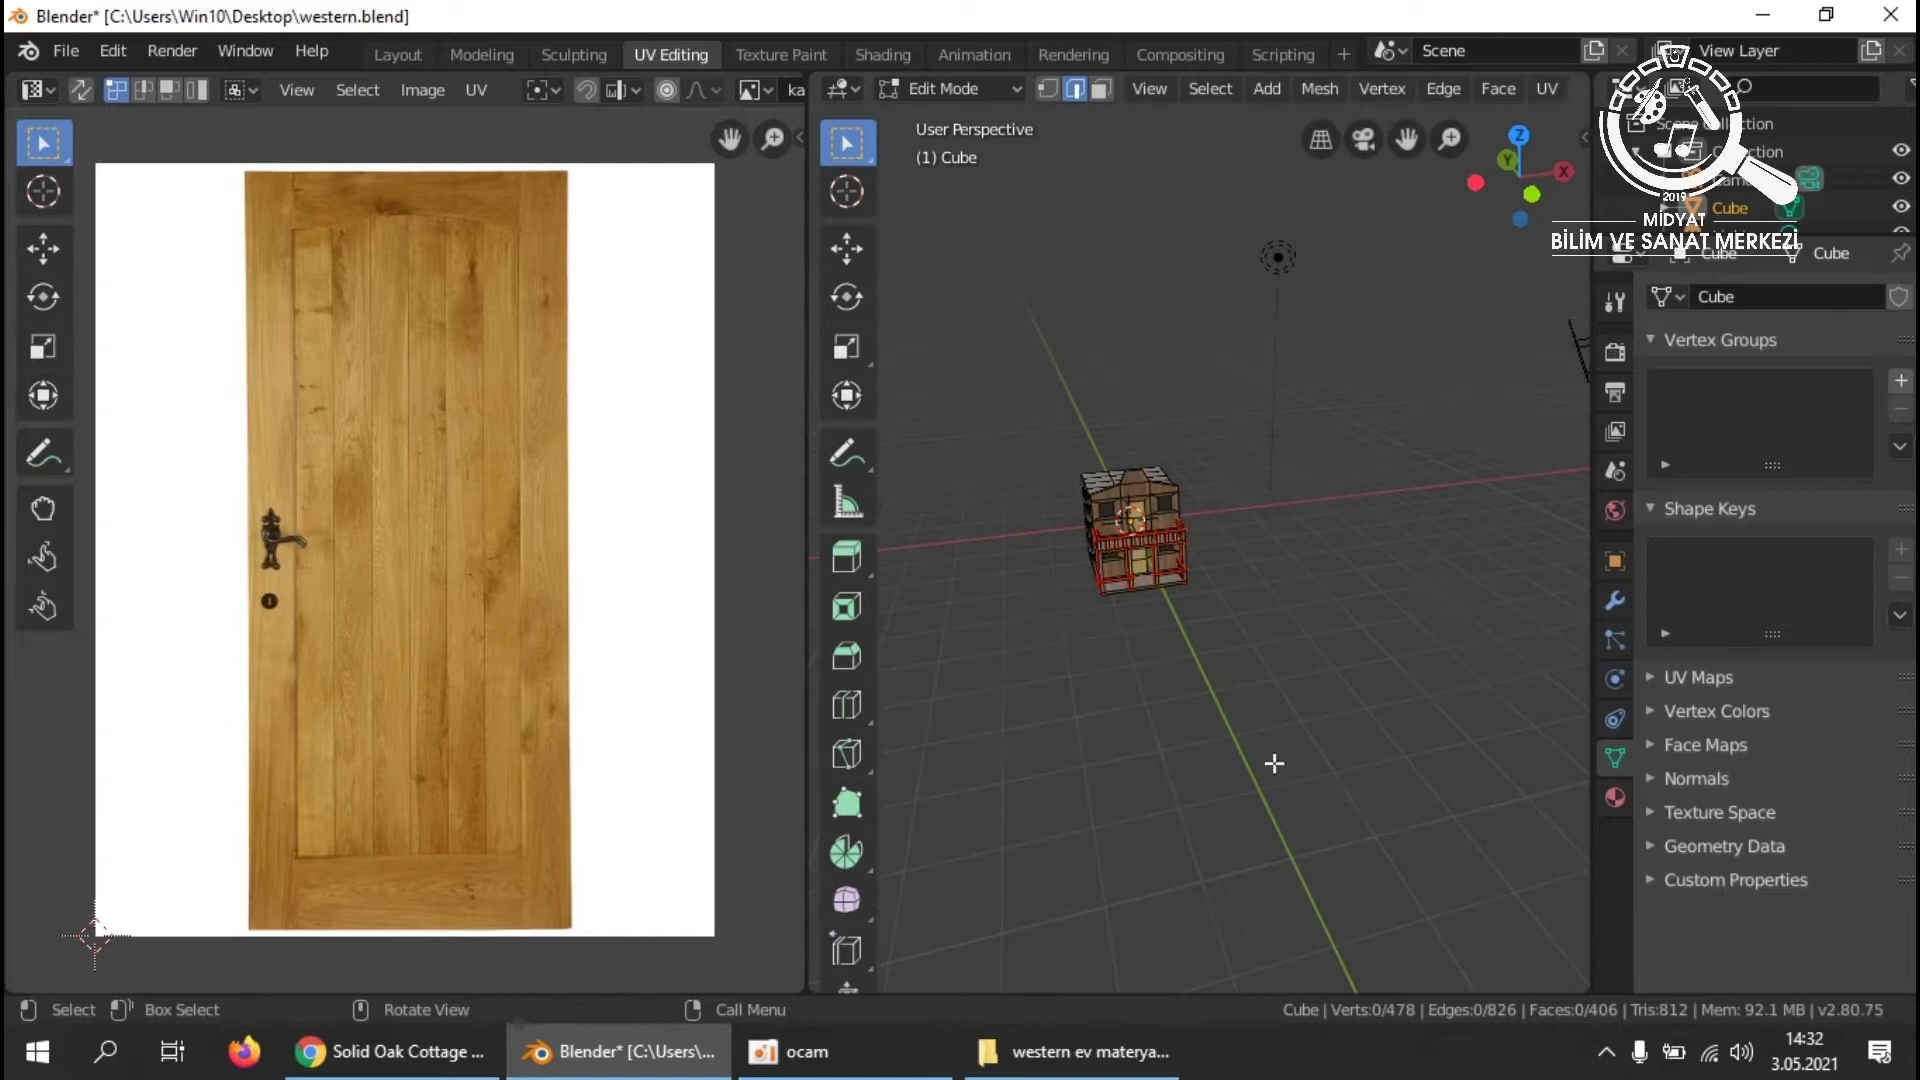 Blender* [C:\Users\Win10\Desktop\western.blend]
File Edit Render Window Help
Layout Modeling Sculpting UV Editing Texture Paint Shading Animation Rendering Compositing Scripting
Scene
View Layer
View Select Image UV
ka
Edit Mode
View Select Add Mesh Vertex Edge Face UV
User Perspective
(1) Cube
Z
Y
X
Collection
Cube
2019
MİDYAT
BİLİM VE SANAT MERKEZİ
Cube
Cube
Cube
Vertex Groups
Shape Keys
UV Maps
Vertex Colors
Face Maps
Normals
Texture Space
Geometry Data
Custom Properties
Select Box Select Rotate View Call Menu
Cube | Verts:0/478 | Edges:0/826 | Faces:0/406 | Tris:812 | Mem: 92.1 MB | v2.80.75
Solid Oak Cottage ...
Blender* [C:\Users\...
ocam
western ev materya...
14:32
3.05.2021